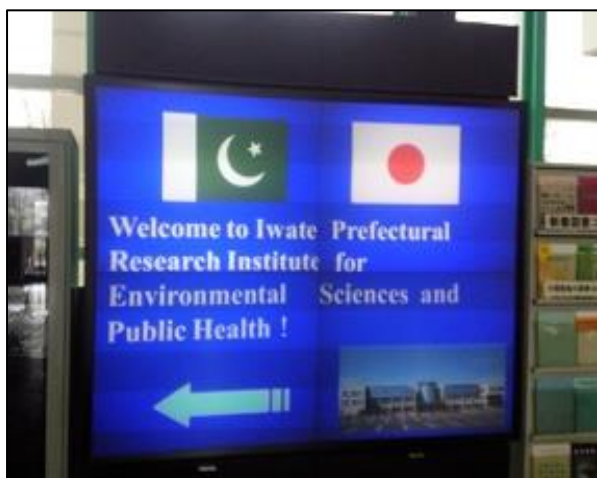 Welcome to Iwate Prefectural
Research Institute for
Environmental Sciences and
Public Health !